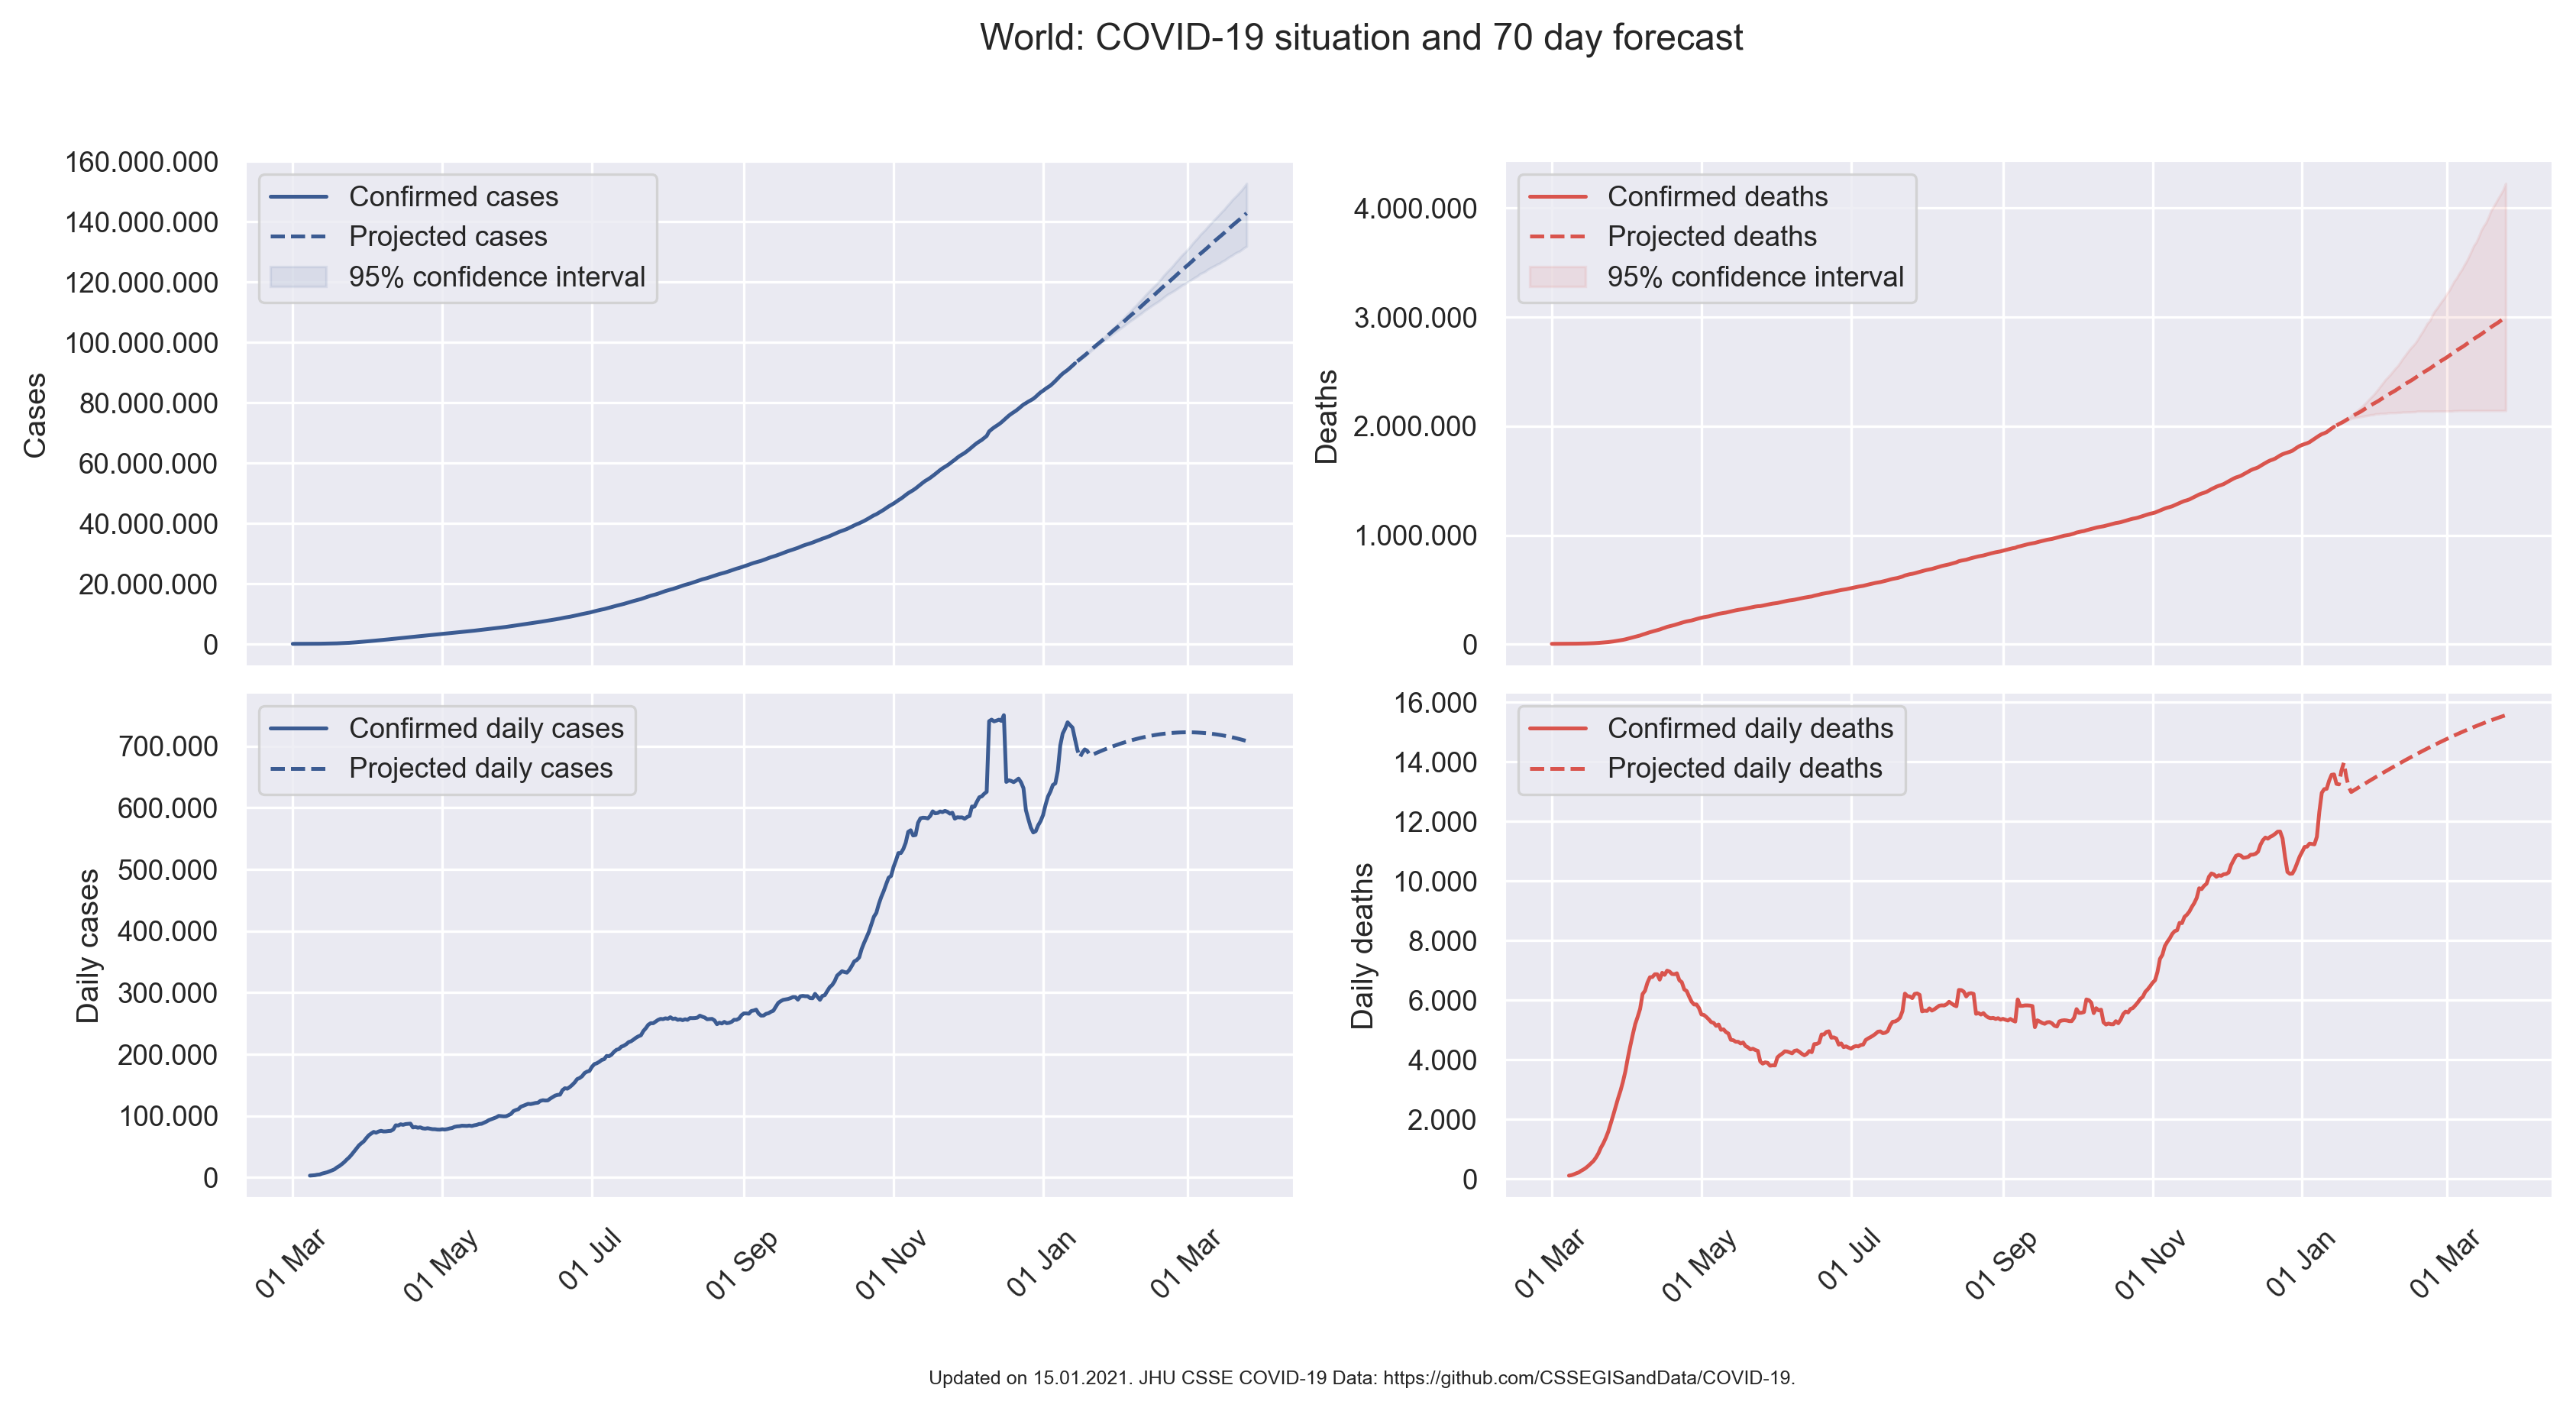 World: COVID-19 situation and 70 day forecast
160.000.000
140.000.000
120.000.000
100.000.000
80.000.000
60.000.000
40.000.000
20.000.000
0
Cases
Confirmed cases
Projected cases
95% confidence interval
4.000.000
3.000.000
2.000.000
1.000.000
0
Deaths
Confirmed deaths
Projected deaths
95% confidence interval
700.000
600.000
500.000
400.000
300.000
200.000
100.000
0
Daily cases
Confirmed daily cases
Projected daily cases
01 Mar
01 May
01 Jul
01 Sep
01 Nov
01 Jan
01 Mar
16.000
14.000
12.000
10.000
8.000
6.000
4.000
2.000
0
Daily deaths
Confirmed daily deaths
Projected daily deaths
01 Mar
01 May
01 Jul
01 Sep
01 Nov
01 Jan
01 Mar
Updated on 15.01.2021. JHU CSSE COVID-19 Data: https://github.com/CSSEGISandData/COVID-19.